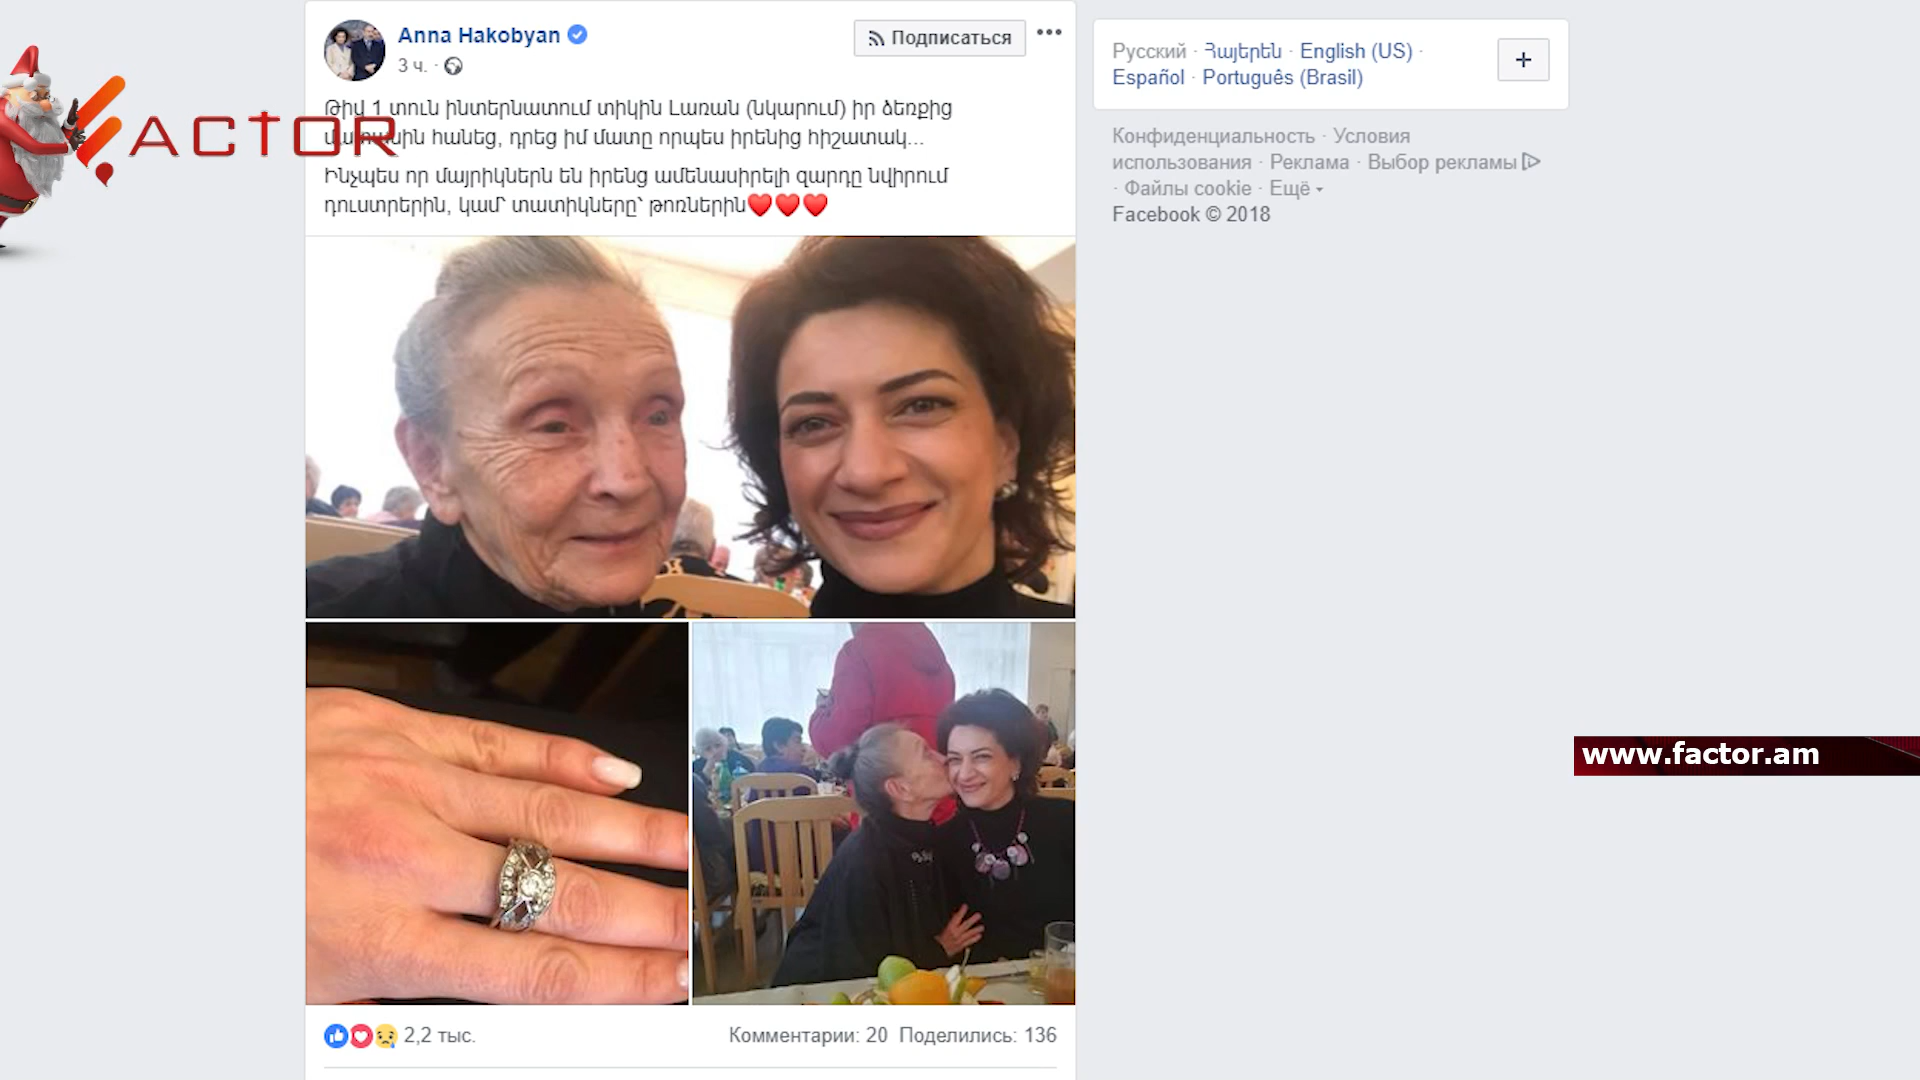 Anna Hakobyan
3 ч. ·
Подписаться
Թիվ 1 տուն ինտերնատում տիկին Լառան (նկարում) իր ձեռքից
հանեց, դրեց իմ մատը որպես իրենից հիշատակ...
Ինչպես որ մայրիկներն են իրենց ամենասիրելի զարդը նվիրում
դուստրերին, կամ՝ տատիկները՝ թոռներին❤❤❤
ACTOR
2,2 тыс.
Комментарии: 20 Поделились: 136
Русский · Հայերեն · English (US) ·
Español · Português (Brasil)
+
Конфиденциальность · Условия
использования · Реклама · Выбор рекламы
· Файлы cookie · Ещё
Facebook © 2018
www.factor.am